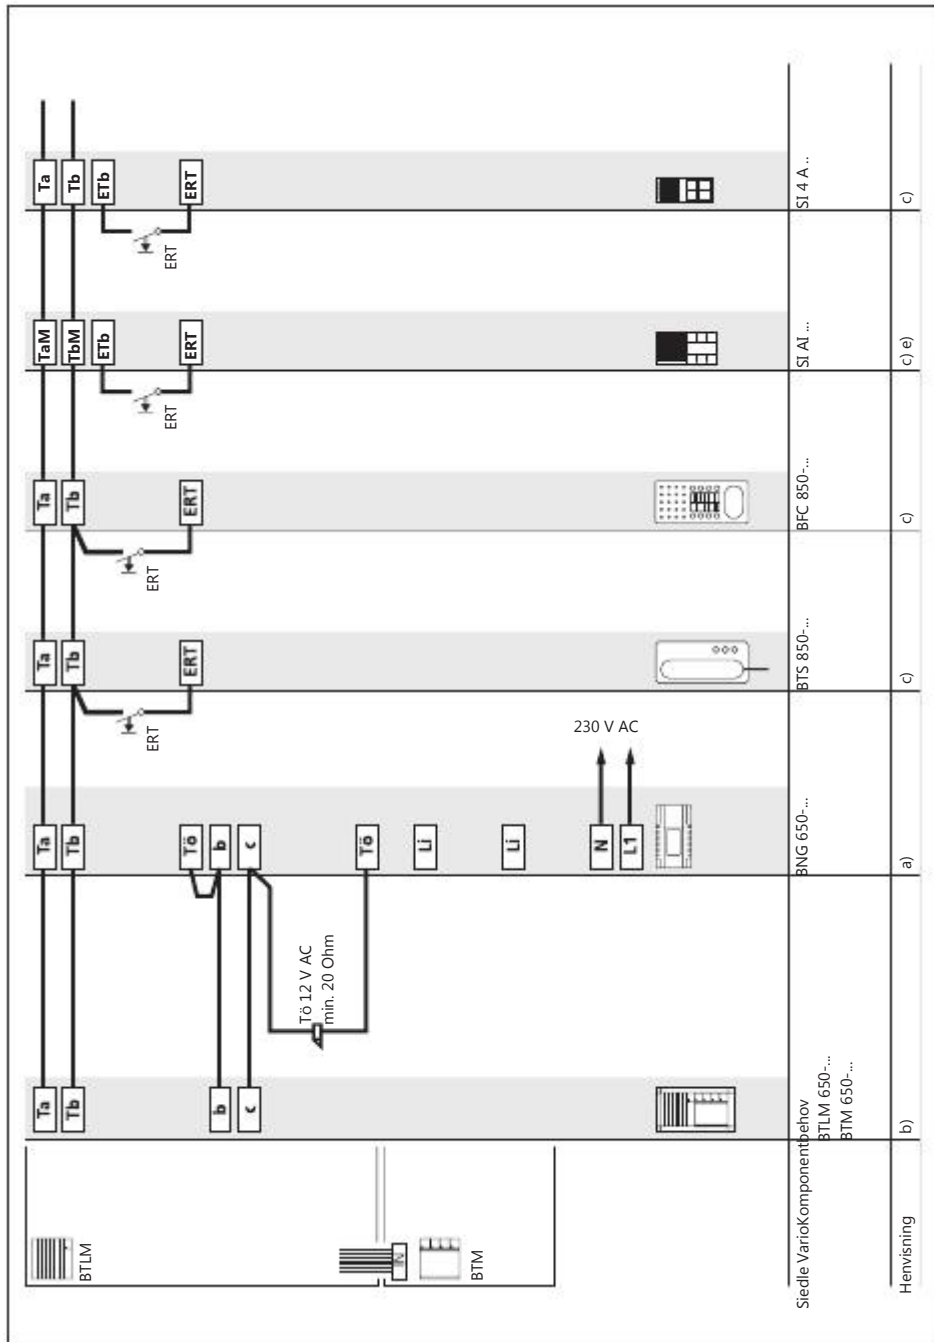 BTLM
IN
BTM
Ta
Tb
b
c
Siedle VarioKomponentbehov
BTLM 650-...
BTM 650-...
Henvisning
b)
Tö 12 V AC
min. 20 Ohm
Ta
Tb
Tö
b
c
Tö
Li
Li
N
L1
230 V AC
BNG 650-...
a)
ERT
Ta
Tb
ERT
BTS 850-...
c)
ERT
Ta
Tb
ERT
BFC 850-...
c)
ERT
TaM
TbM
ETb
ERT
SI AI ...
c) e)
ERT
Ta
Tb
ETb
ERT
SI 4 A ..
c)